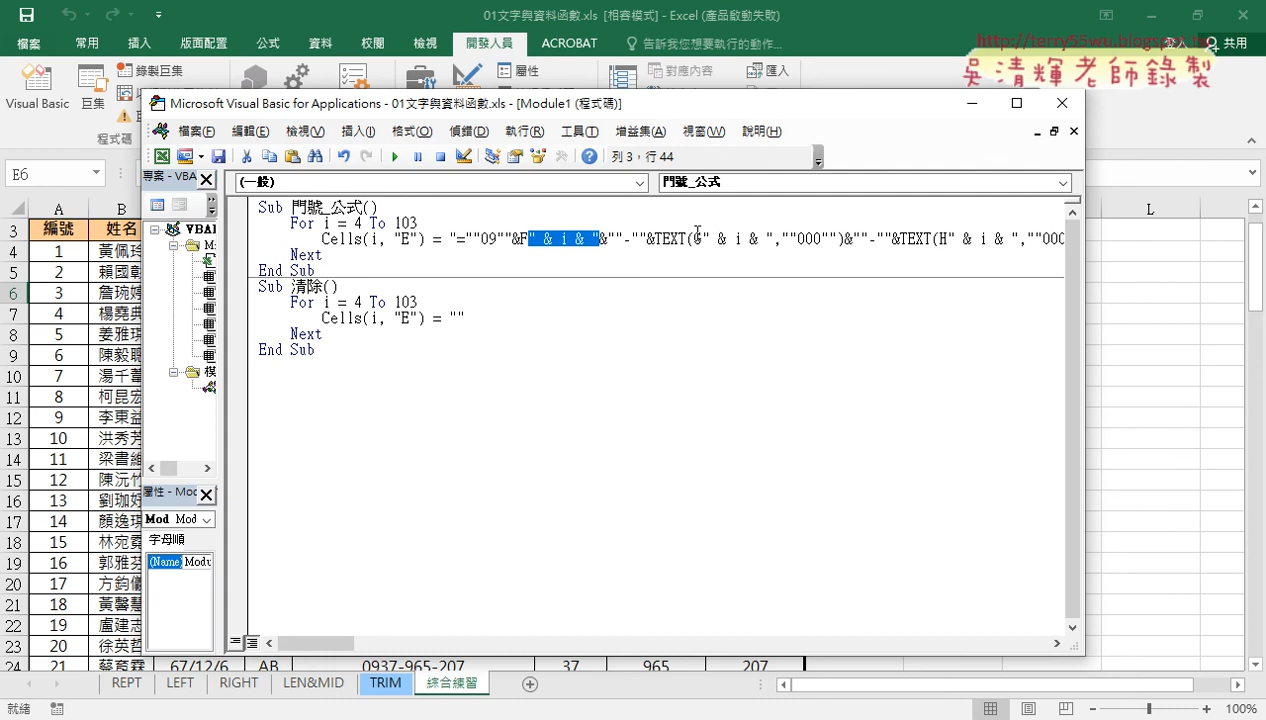 01文字與資料函數.xls [相容模式] - Excel (產品啟動失敗)
檔案 常用 插入 版面配置 公式 資料 校閱 檢視 開發人員 ACROBAT 告訴我您想要執行的動作... 登入 共用
http://terry55wu.blogspot.tw
吳清輝老師錄製
Visual Basic 巨集 錄製巨集 屬性 對應內容 匯入
程式碼
E6
Microsoft Visual Basic for Applications - 01文字與資料函數.xls - [Module1 (程式碼)]
檔案(F) 編輯(E) 檢視(V) 插入(I) 格式(O) 偵錯(D) 執行(R) 工具(T) 增益集(A) 視窗(W) 說明(H)
列 3，行 44
專案 - VBA
(一般) 門號_公式
Sub 門號_公式()
For i = 4 To 103
Cells(i, "E") = "=""09""&F" & i & "&""-""&TEXT(G" & i & ",""000"")&""-""&TEXT(H" & i & ",""000
Next
End Sub
Sub 清除()
For i = 4 To 103
Cells(i, "E") = ""
Next
End Sub
VBA
屬性 - Mod
Mod Mod
字母順
(Name) Modu
A B L
3 編號 姓名
4 1 黃佩玲
5 2 賴國
6 3 詹琬婷
7 4 楊堯典
8 5 姜雅琪
9 6 陳毅
10 7 湯千
11 8 柯昆宏
12 9 李東益
13 10 洪秀
14 11 梁書維
15 12 陳沅竹
16 13 劉珈妤
17 14 顏逸琪
18 15 林宛
19 16 郭雅芬
20 17 方鈞
21 18 黃馨慧
22 19 盧建志
23 20 徐英哲
24 21 蔡育霖 67/12/6 AB 0937-965-207 37 965 207
REPT LEFT RIGHT LEN&MID TRIM 綜合練習
就緒 100%